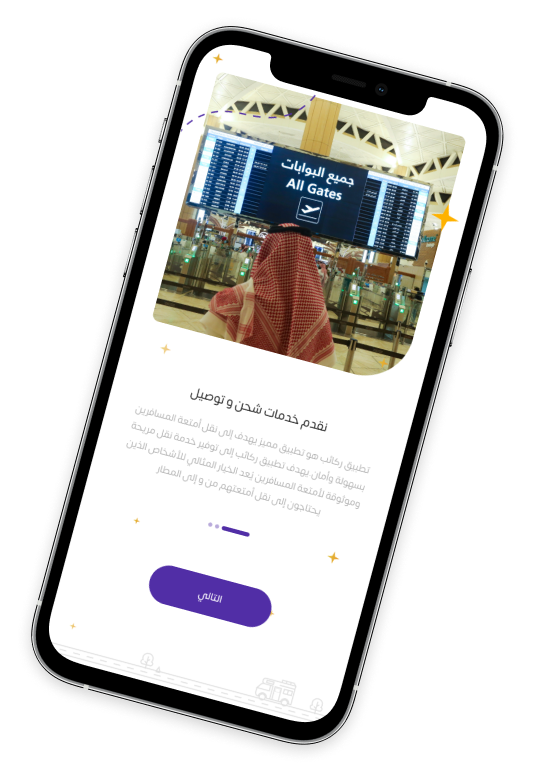 جميع البوابات
All Gates
نقدم خدمات شحن و توصيل
تطبيق ركائب هو تطبيق مميز يهدف إلى نقل أمتعة المسافرين
بسهولة وأمان يهدف تطبيق ركائب إلى توفير خدمة نقل مريحة
وموثوقة لأمتعة المسافرين يُعد الخيار المثالي للأشخاص الذين
يحتاجون إلى نقل أمتعتهم من و إلى المطار
التالي